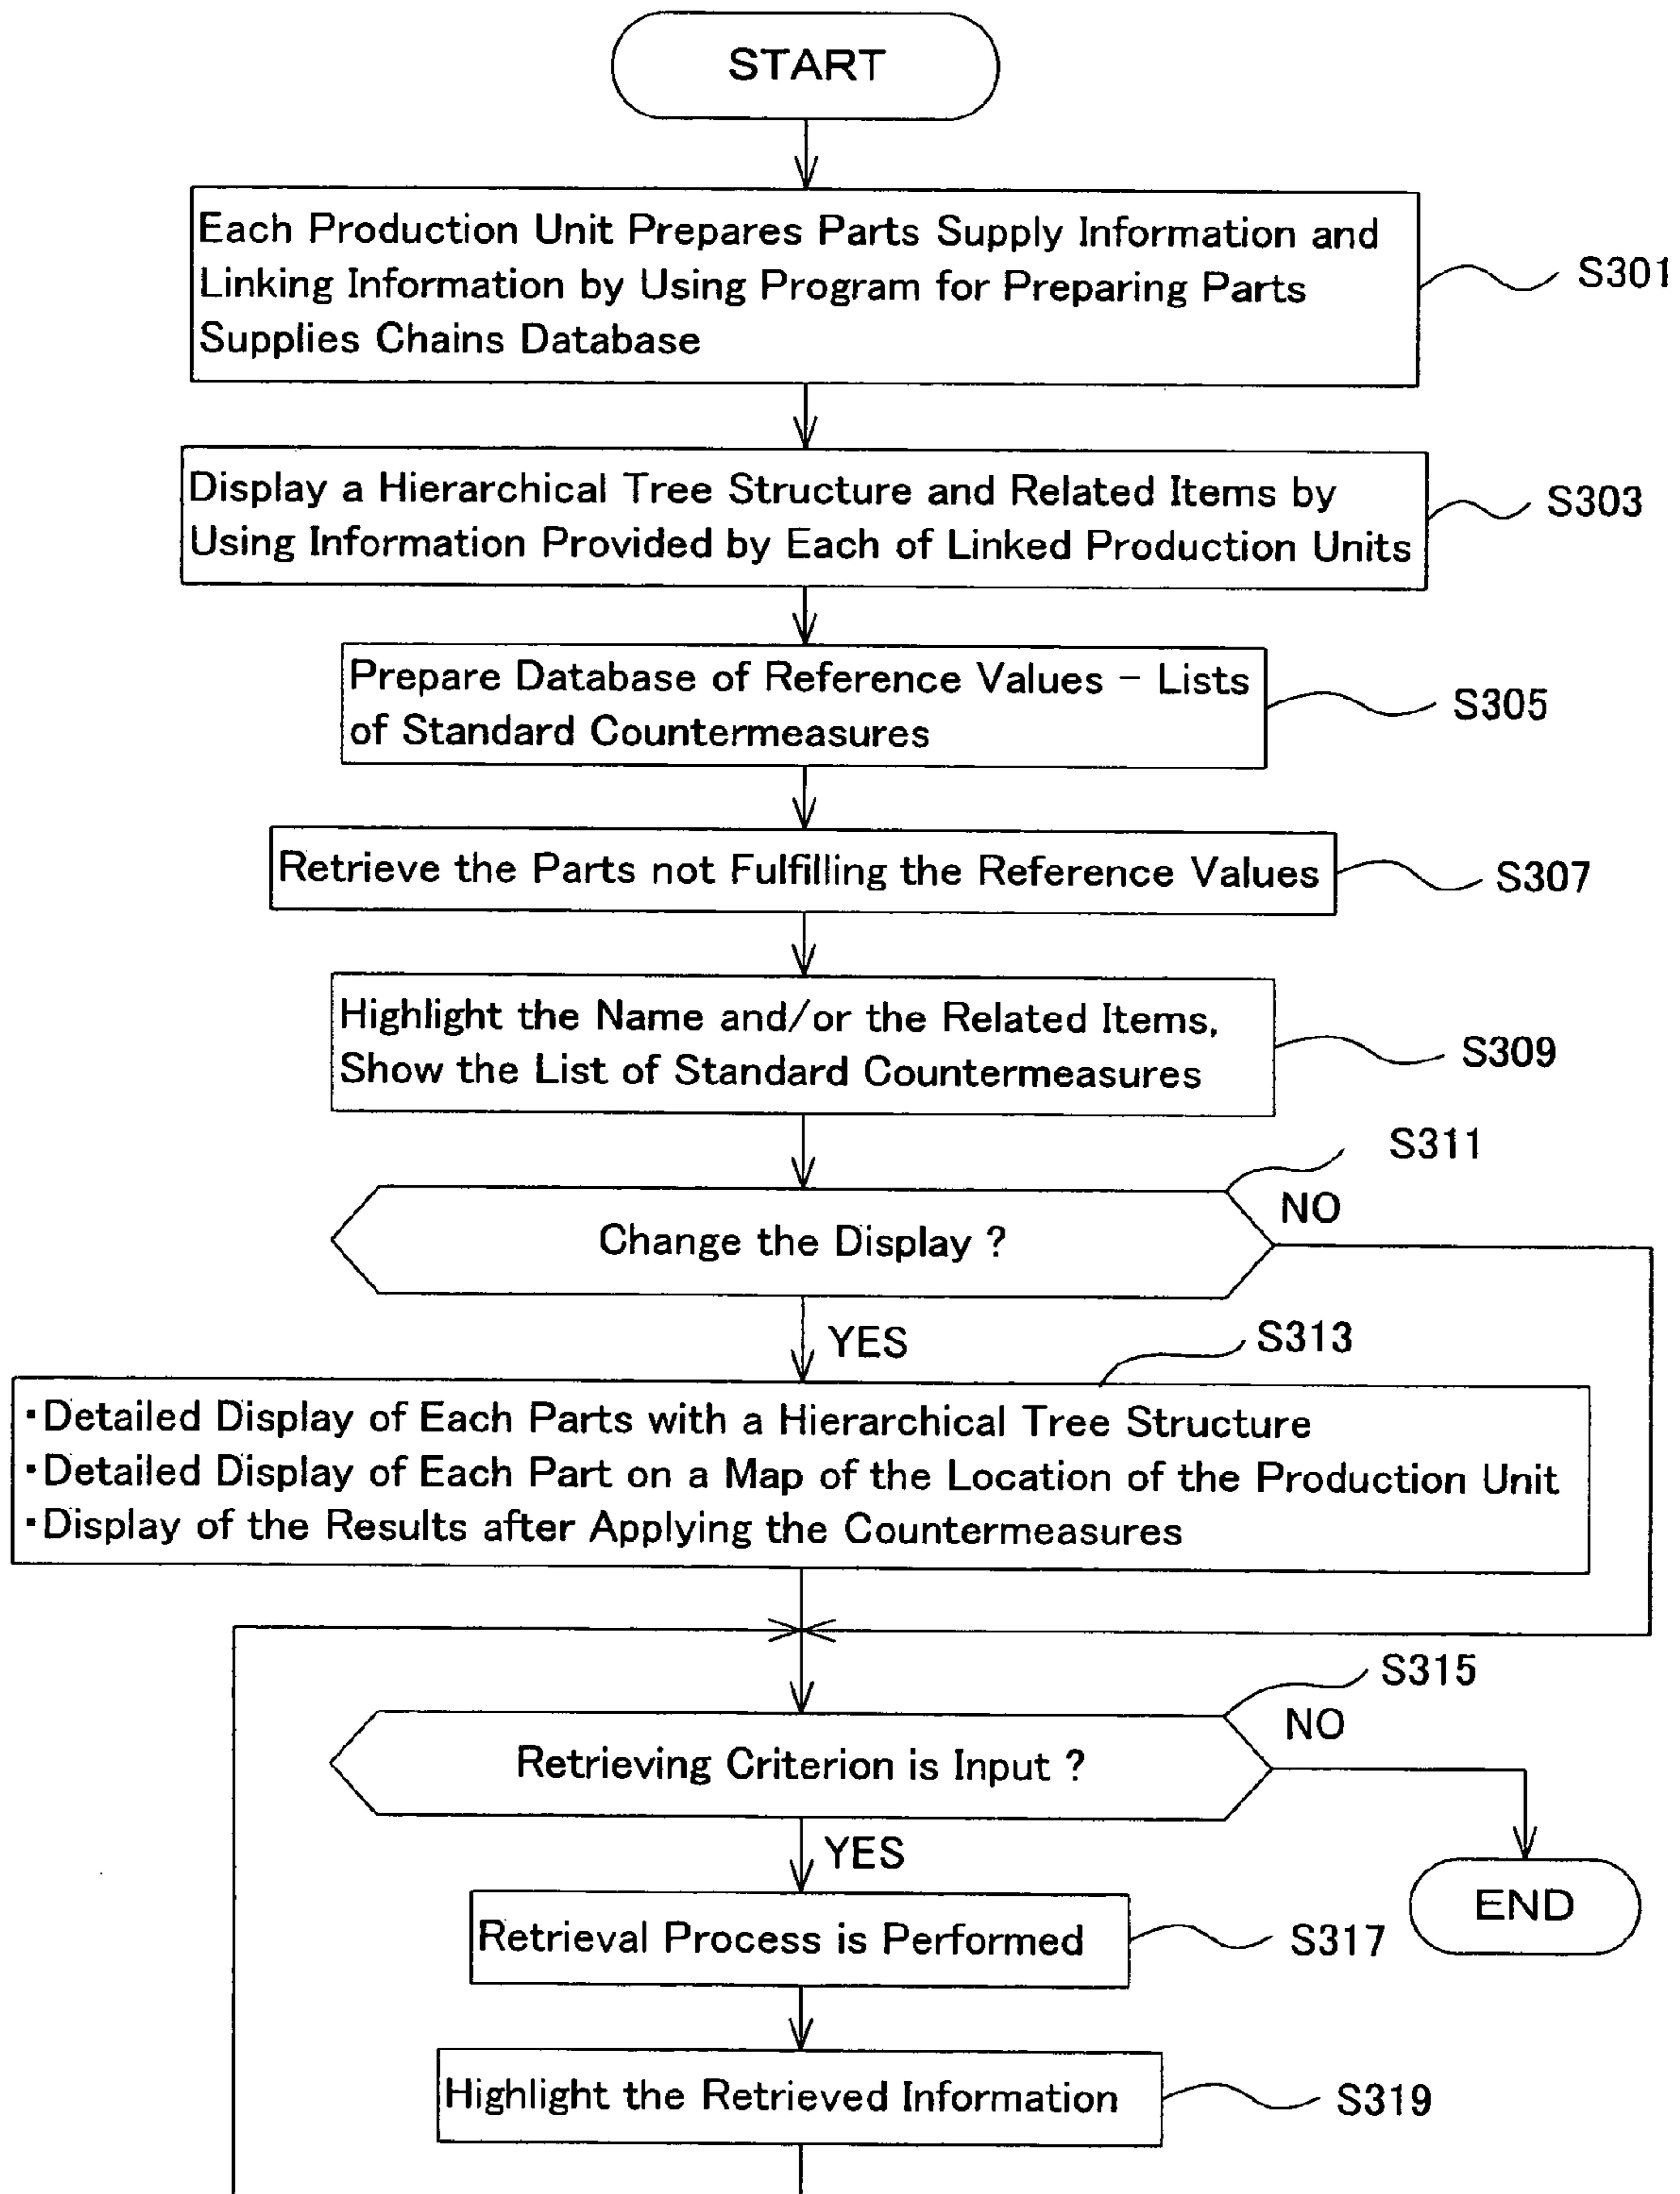 START
Each Production Unit Prepares Parts Supply Information and
Linking Information by Using Program for Preparing Parts
Supplies Chains Database
S301
Display a Hierarchical Tree Structure and Related Items by
Using Information Provided by Each of Linked Production Units
S303
Prepare Database of Reference Values - Lists
of Standard Countermeasures
S305
Retrieve the Parts not Fulfilling the Reference Values
S307
Highlight the Name and/or the Related Items,
Show the List of Standard Countermeasures
S309
S311
Change the Display ?
NO
YES
S313
·Detailed Display of Each Parts with a Hierarchical Tree Structure
·Detailed Display of Each Part on a Map of the Location of the Production Unit
·Display of the Results after Applying the Countermeasures
S315
Retrieving Criterion is Input ?
NO
YES
END
Retrieval Process is Performed
S317
Highlight the Retrieved Information
S319